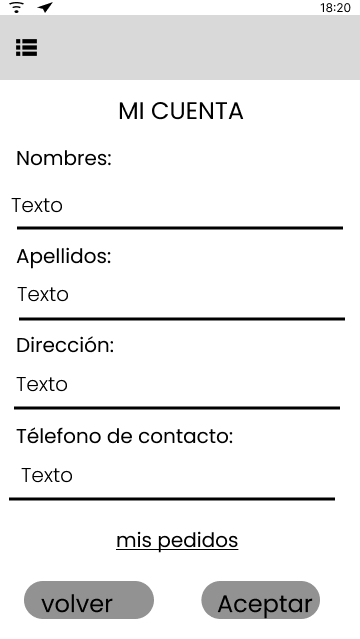 18:20
MI CUENTA
Nombres:
Texto
Apellidos:
Texto
Dirección:
Texto
Télefono de contacto:
Texto
mis pedidos
volver
Aceptar